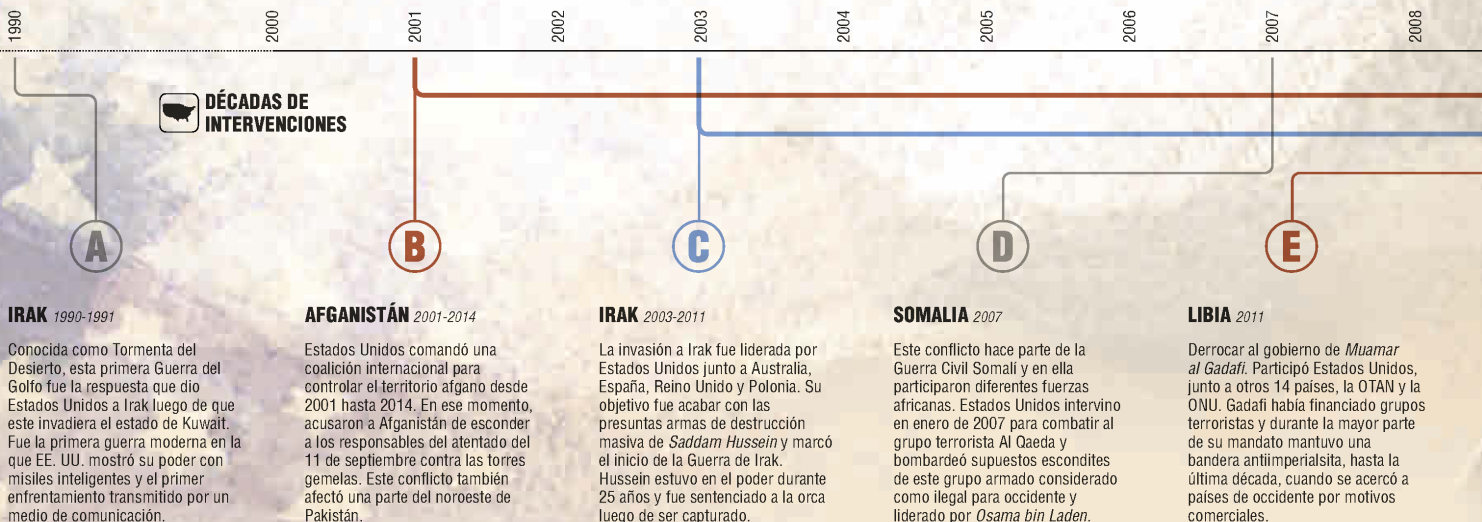 1990
2000
2001
2002
2003
2004
2005
2006
2007
2008
DÉCADAS DE
INTERVENCIONES
A
B
C
D
E
IRAK 1990-1991
Conocida como Tormenta del
Desierto, esta primera Guerra del
Golfo fue la respuesta que dio
Estados Unidos a Irak luego de que
este invadiera el estado de Kuwait.
Fue la primera guerra moderna en la
que EE. UU. mostró su poder con
misiles inteligentes y el primer
enfrentamiento transmitido por un
medio de comunicación.
AFGANISTÁN 2001-2014
Estados Unidos comandó una
coalición internacional para
controlar el territorio afgano desde
2001 hasta 2014. En ese momento,
acusaron a Afganistán de esconder
a los responsables del atentado del
11 de septiembre contra las torres
gemelas. Este conflicto también
afectó una parte del noroeste de
Pakistán.
IRAK 2003-2011
La invasión a Irak fue liderada por
Estados Unidos junto a Australia,
España, Reino Unido y Polonia. Su
objetivo fue acabar con las
presuntas armas de destrucción
masiva de Saddam Hussein y marcó
el inicio de la Guerra de Irak.
Hussein estuvo en el poder durante
25 años y fue sentenciado a la orca
luego de ser capturado.
SOMALIA 2007
Este conflicto hace parte de la
Guerra Civil Somalí y en ella
participaron diferentes fuerzas
africanas. Estados Unidos intervino
en enero de 2007 para combatir al
grupo terrorista Al Qaeda y
bombardeó supuestos escondites
de este grupo armado considerado
como ilegal para occidente y
liderado por Osama bin Laden.
LIBIA 2011
Derrocar al gobierno de Muamar
al Gadafi. Participó Estados Unidos,
junto a otros 14 países, la OTAN y la
ONU. Gadafi había financiado grupos
terroristas y durante la mayor parte
de su mandato mantuvo una
bandera antiimperialsita, hasta la
última década, cuando se acercó a
países de occidente por motivos
comerciales.